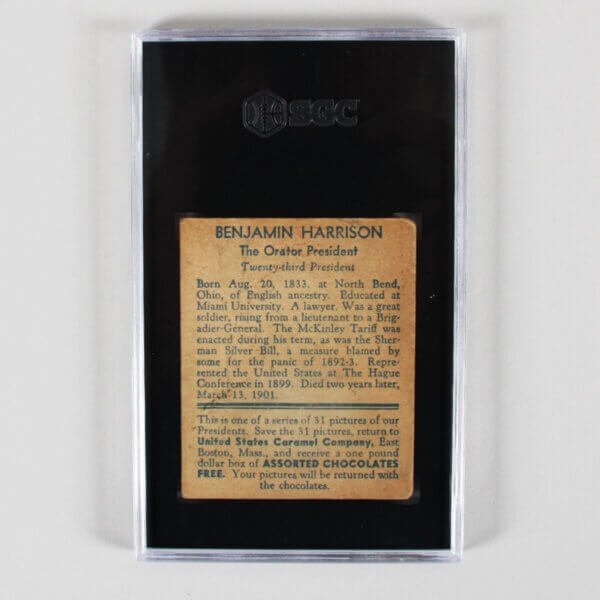 SGC
BENJAMIN HARRISON
The Orator President
Twenty-third President
Born Aug. 20, 1833, at North Bend,
Ohio, of English ancestry. Educated at
Miami University. A lawyer. Was a great
soldier, rising from a lieutenant to a Brig-
adier-General. The McKinley Tariff was
enacted during his term, as was the Sher-
man Silver Bill, a measure blamed by
some for the panic of 1892-3. Repre-
sented the United States at The Hague
Conference in 1899. Died two years later,
March 13, 1901.
This is one of a series of 31 pictures of our
Presidents. Save the 31 pictures, return to
United States Caramel Company, East
Boston, Mass., and receive a one pound
dollar box of ASSORTED CHOCOLATES
FREE. Your pictures will be returned with
the chocolates.